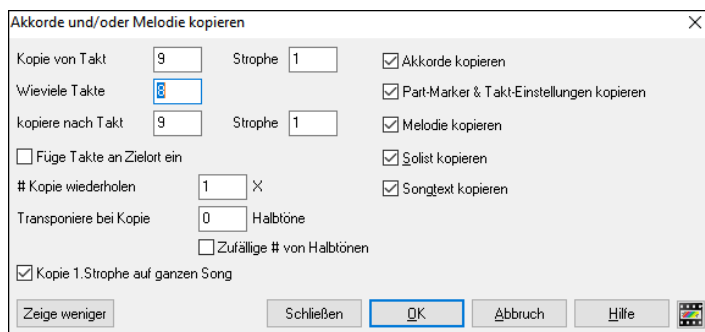 Akkorde und/oder Melodie kopieren
Kopie von Takt 9 Strophe 1
Akkorde kopieren
Wieviele Takte 8
Part-Marker & Takt-Einstellungen kopieren
kopiere nach Takt 9 Strophe 1
Melodie kopieren
Füge Takte an Zielort ein
Solist kopieren
# Kopie wiederholen 1 X
Songtext kopieren
Transponiere bei Kopie 0 Halbtöne
Zufällige # von Halbtönen
Kopie 1.Strophe auf ganzen Song
Zeige weniger Schließen OK Abbruch Hilfe